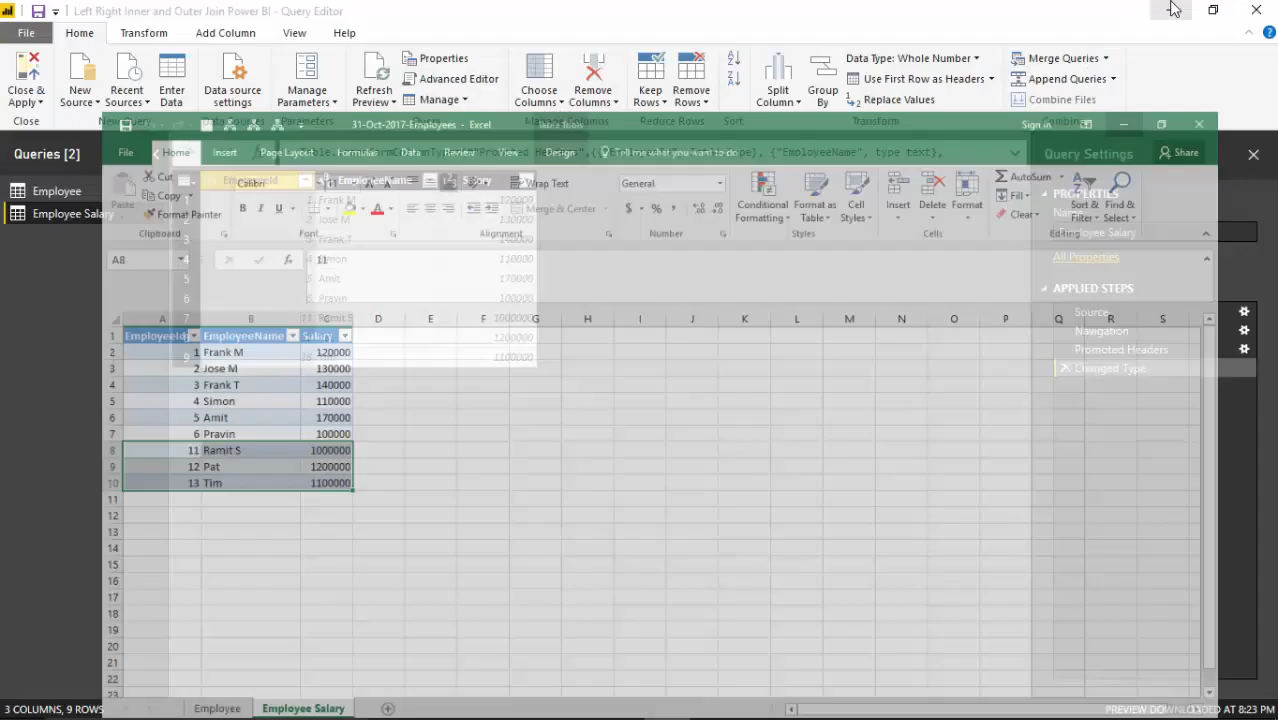 Left Right Inner and Outer Join Power BI - Query Editor
File Home Transform Add Column View Help
Close & Apply
New Source
Recent Sources
Enter Data
Data source settings
Manage Parameters
Refresh Preview
Properties
Advanced Editor
Manage
Choose Columns
Remove Columns
Keep Rows
Remove Rows
Split Column
Group By
Data Type: Whole Number
Use First Row as Headers
Replace Values
Merge Queries
Append Queries
Combine Files
Close New Query Data Sources Parameters Manage Columns Reduce Rows Sort Transform
31-Oct-2017-Employees - Excel
Sign in
Queries [2]
Employee
Employee Salary
File Home Insert Page Layout Formulas Data Review View Design Tell me what you want to do Share
Query Settings
Cut
Copy
Format Painter
Paste
Clipboard
Calibri
Font
Wrap Text
Merge & Center
Alignment
General
Number
Conditional Formatting
Format as Table
Cell Styles
Styles
Insert Delete Format
Cells
AutoSum
Fill
Clear
Sort & Filter
Find & Select
Editing
PROPERTIES
Name
Employee Salary
All Properties
APPLIED STEPS
Source
Navigation
Promoted Headers
Changed Type
A8 11
A B C D E F G H I J K L M N O P Q R S
1 EmployeeId EmployeeName Salary
2 1 Frank M 120000
3 2 Jose M 130000
4 3 Frank T 140000
5 4 Simon 110000
6 5 Amit 170000
7 6 Pravin 100000
8 11 Ramit S 1000000
9 12 Pat 1200000
10 13 Tim 1100000
11
12
13
14
15
16
17
18
19
20
21
22
23
Employee Employee Salary
3 COLUMNS, 9 ROWS
PREVIEW DOWNLOADED AT 8:23 PM